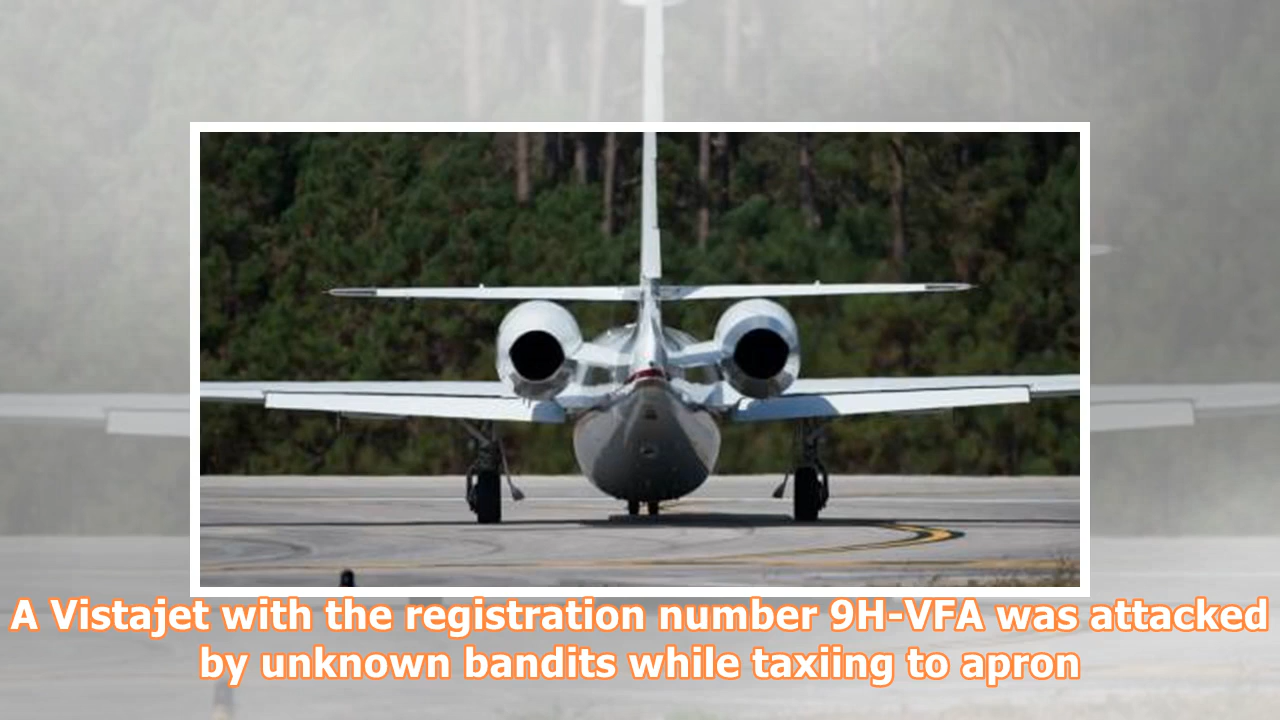 A Vistajet with the registration number 9H-VFA was attacked
by unknown bandits while taxiing to apron